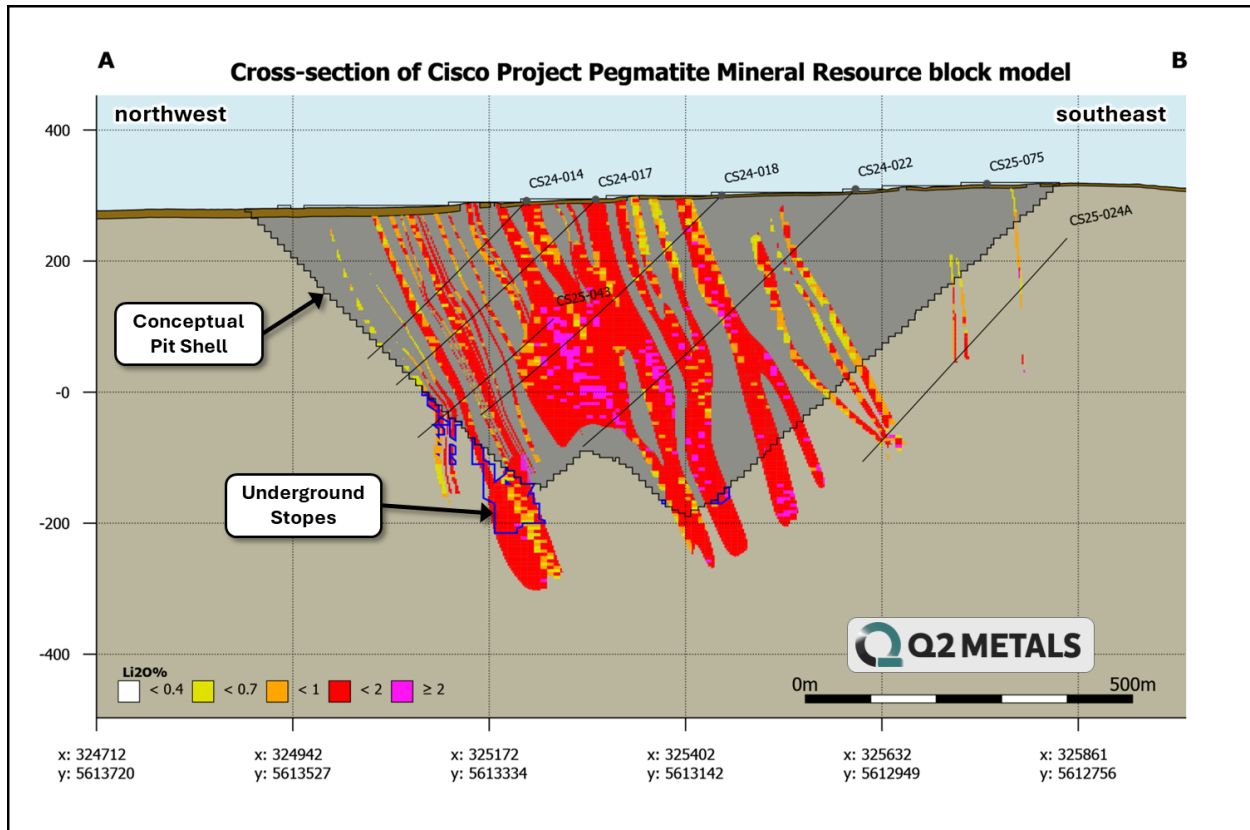 A
B
Cross-section of Cisco Project Pegmatite Mineral Resource block model
northwest
southeast
400
200
-0
-200
-400
CS24-014
CS24-017
CS24-018
CS24-022
CS25-075
CS25-024A
CS25-043
Conceptual
Pit Shell
Underground
Stopes
Q2 METALS
Li2O%
< 0.4
< 0.7
< 1
< 2
≥ 2
0m
500m
x: 324712
y: 5613720
x: 324942
y: 5613527
x: 325172
y: 5613334
x: 325402
y: 5613142
x: 325632
y: 5612949
x: 325861
y: 5612756